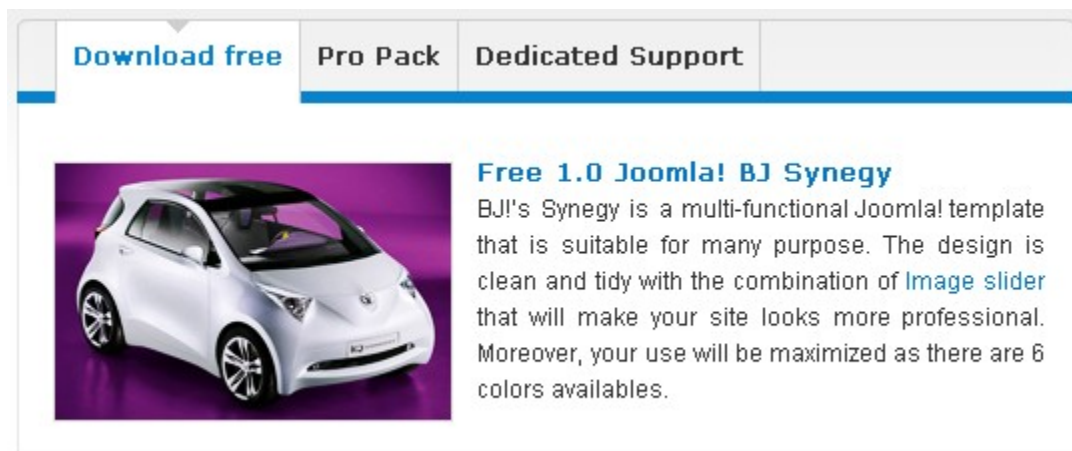 Download free Pro Pack Dedicated Support
Free 1.0 Joomla! BJ Synegy
BJ!'s Synegy is a multi-functional Joomla! template
that is suitable for many purpose. The design is
clean and tidy with the combination of Image slider
that will make your site looks more professional.
Moreover, your use will be maximized as there are 6
colors availables.